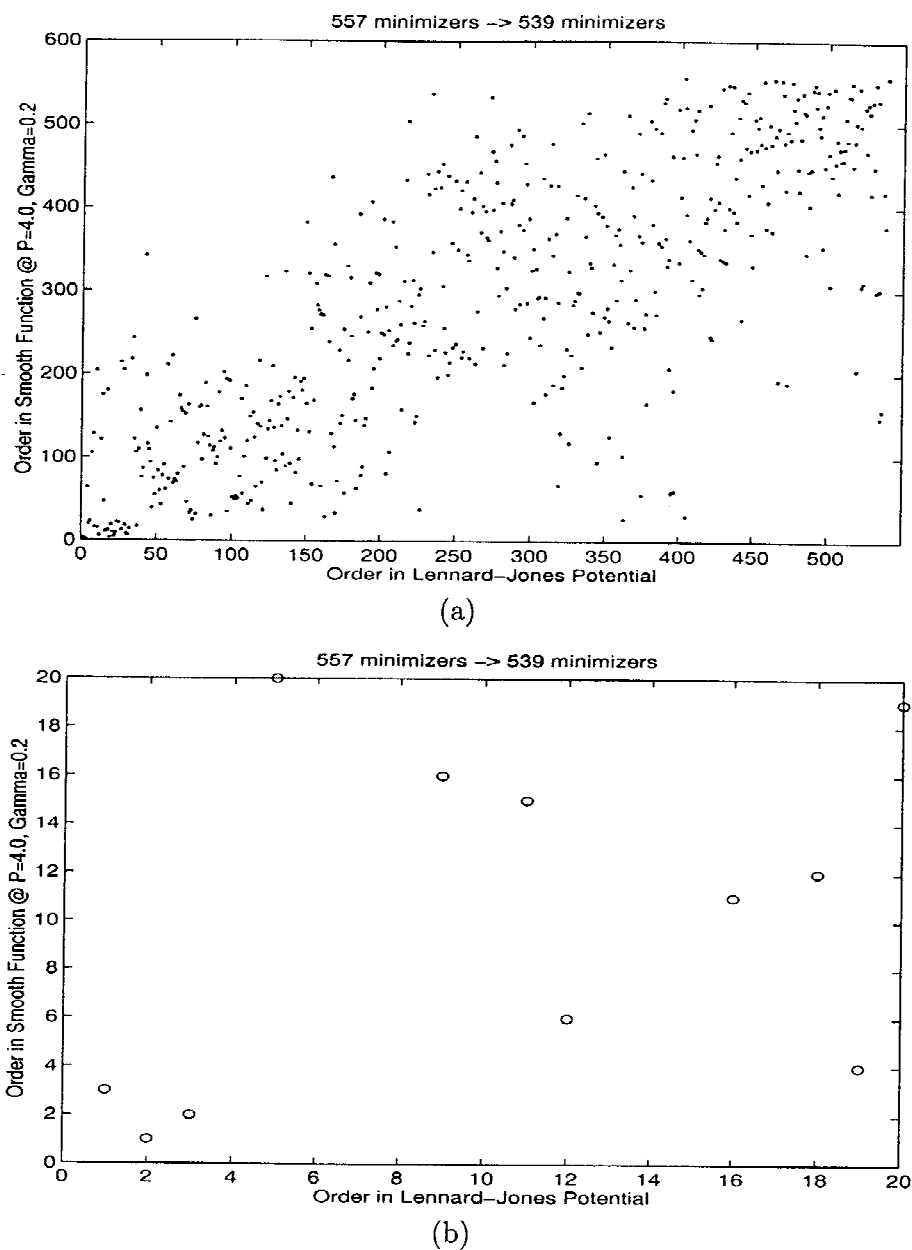 557 minimizers -> 539 minimizers
600
500
400
300
200
100
0
Order in Smooth Function @ P=4.0, Gamma=0.2
0 50 100 150 200 250 300 350 400 450 500
Order in Lennard-Jones Potential
(a)
557 minimizers -> 539 minimizers
20
18
16
14
12
10
8
6
4
2
0
Order in Smooth Function @ P=4.0, Gamma=0.2
0 2 4 6 8 10 12 14 16 18 20
Order in Lennard-Jones Potential
(b)